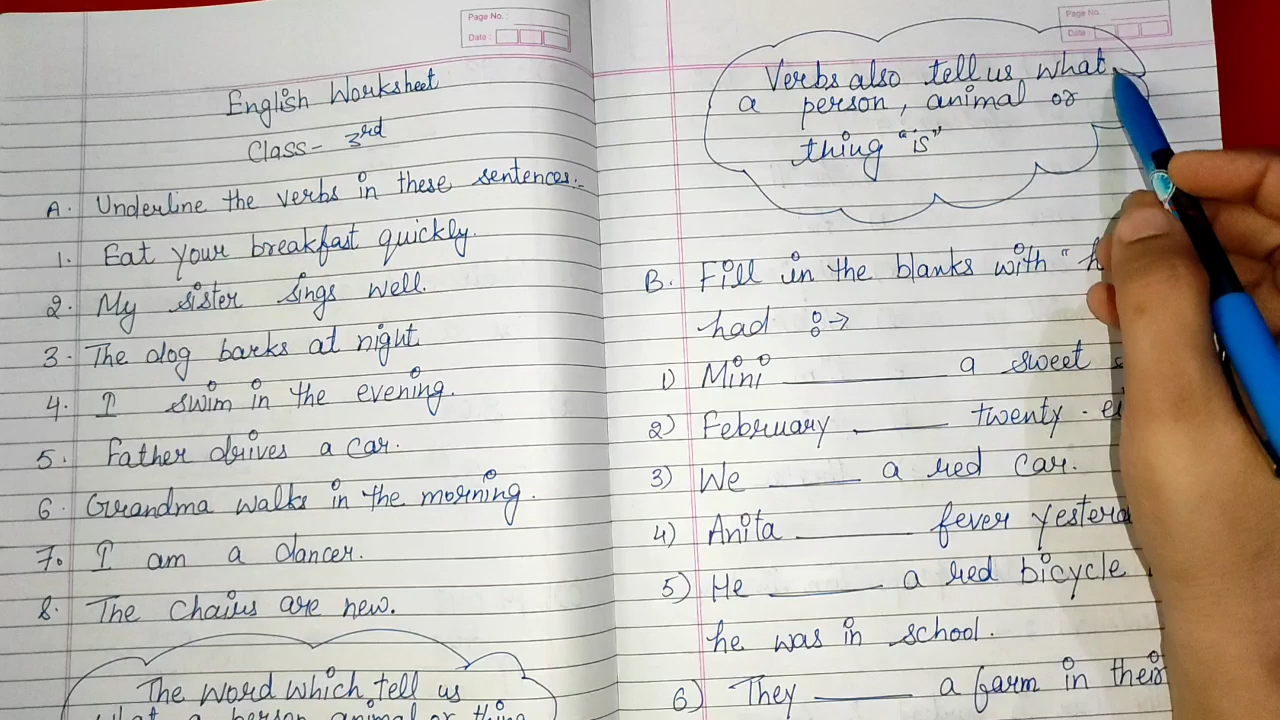 Page No. :
Date :
English Worksheet
Class- 3rd
A. Underline the verbs in these sentences:-
1. Eat your breakfast quickly.
2. My sister sings well.
3. The dog barks at night.
4. I swim in the evening.
5. Father drives a car.
6. Grandma walks in the morning.
7. I am a dancer.
8. The Chairs are new.
The word which tell us
what a person animal or thing
Page No.
Date :
Verbs also tell us what
a person, animal or
thing "is"
B. Fill in the blanks with "
had :→
1) Mini ______ a sweet
2) February ______ twenty-
3) We ______ a red car.
4) Anita ______ fever
5) He ______ a red bicycle
he was in school.
6) They ______ a farm in their